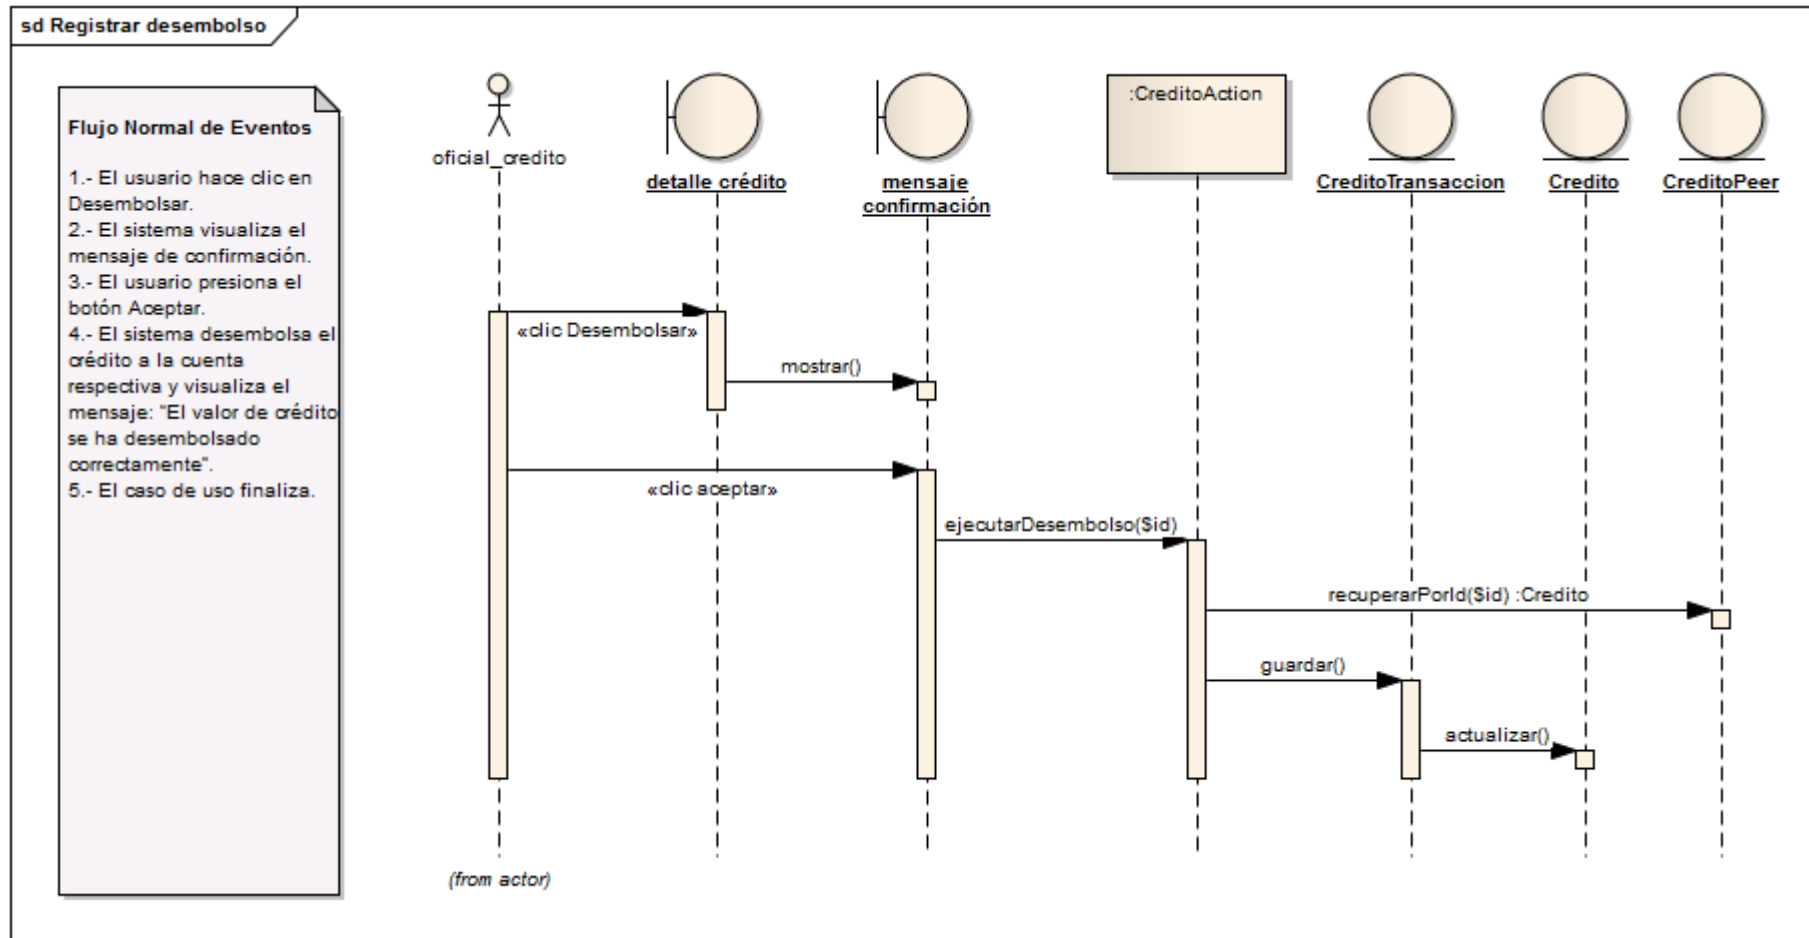 sd Registrar desembolso
Flujo Normal de Eventos
1.- El usuario hace clic en
Desembolsar.
2.- El sistema visualiza el
mensaje de confirmación.
3.- El usuario presiona el
botón Aceptar.
4.- El sistema desembolsa el
crédito a la cuenta
respectiva y visualiza el
mensaje: "El valor de crédito
se ha desembolsado
correctamente".
5.- El caso de uso finaliza.
oficial_credito
detalle crédito
mensaje
confirmación
:CreditoAction
CreditoTransaccion
Credito
CreditoPeer
«clic Desembolsar»
mostrar()
«clic aceptar»
ejecutarDesembolso($id)
recuperarPorId($id) :Credito
guardar()
actualizar()
(from actor)